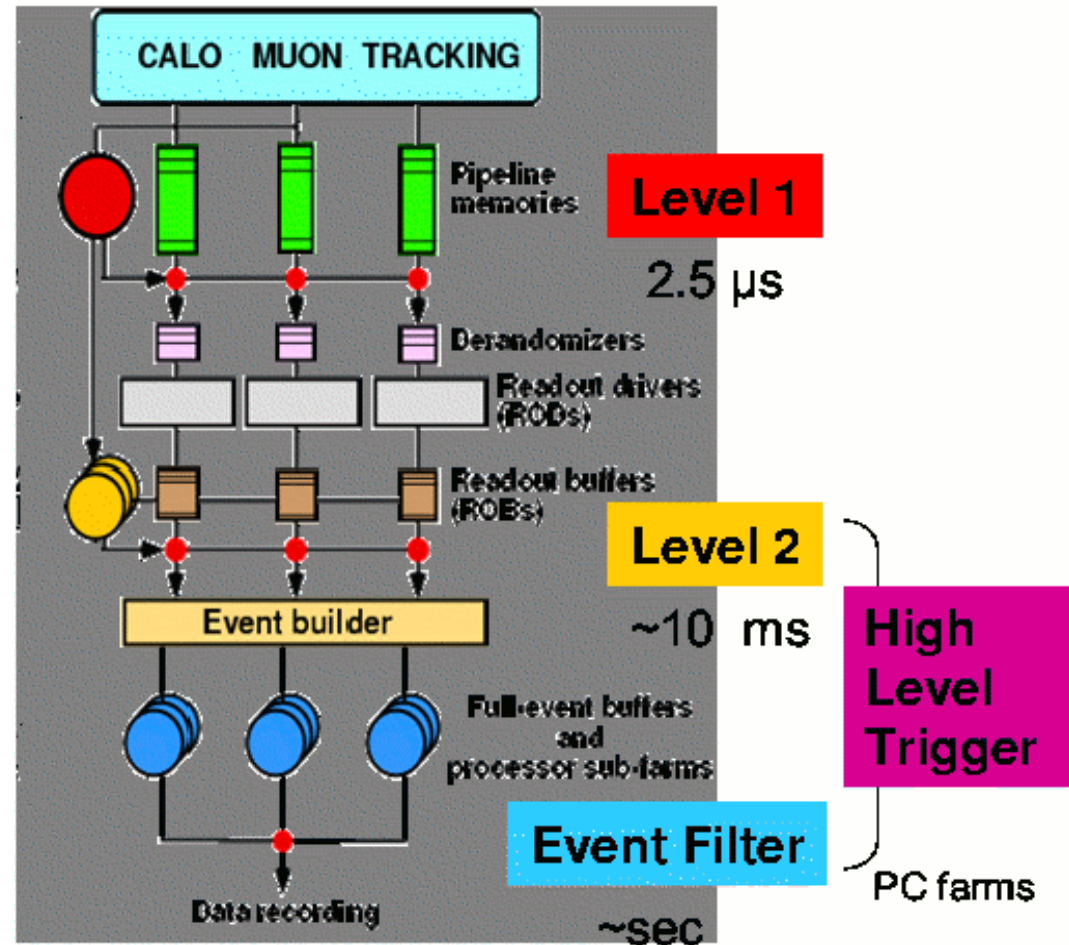 CALO MUON TRACKING
Pipeline
memories
Level 1
2.5 µs
Derandomizers
Readout drivers
(RODs)
Readout buffers
(ROBs)
Level 2
Event builder
~10 ms
High
Level
Trigger
Full-event buffers
and
processor sub-farms
Event Filter
PC farms
Data recording
~sec